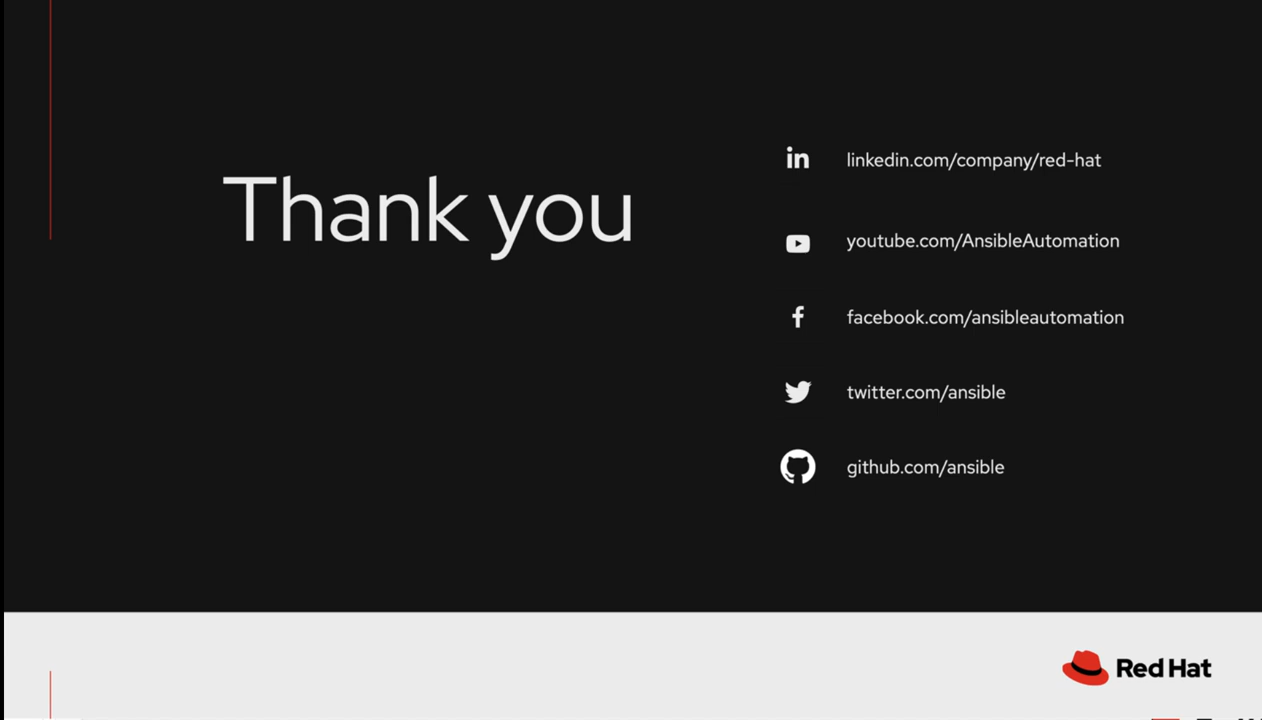 Thank you
linkedin.com/company/red-hat
youtube.com/AnsibleAutomation
facebook.com/ansibleautomation
twitter.com/ansible
github.com/ansible
Red Hat